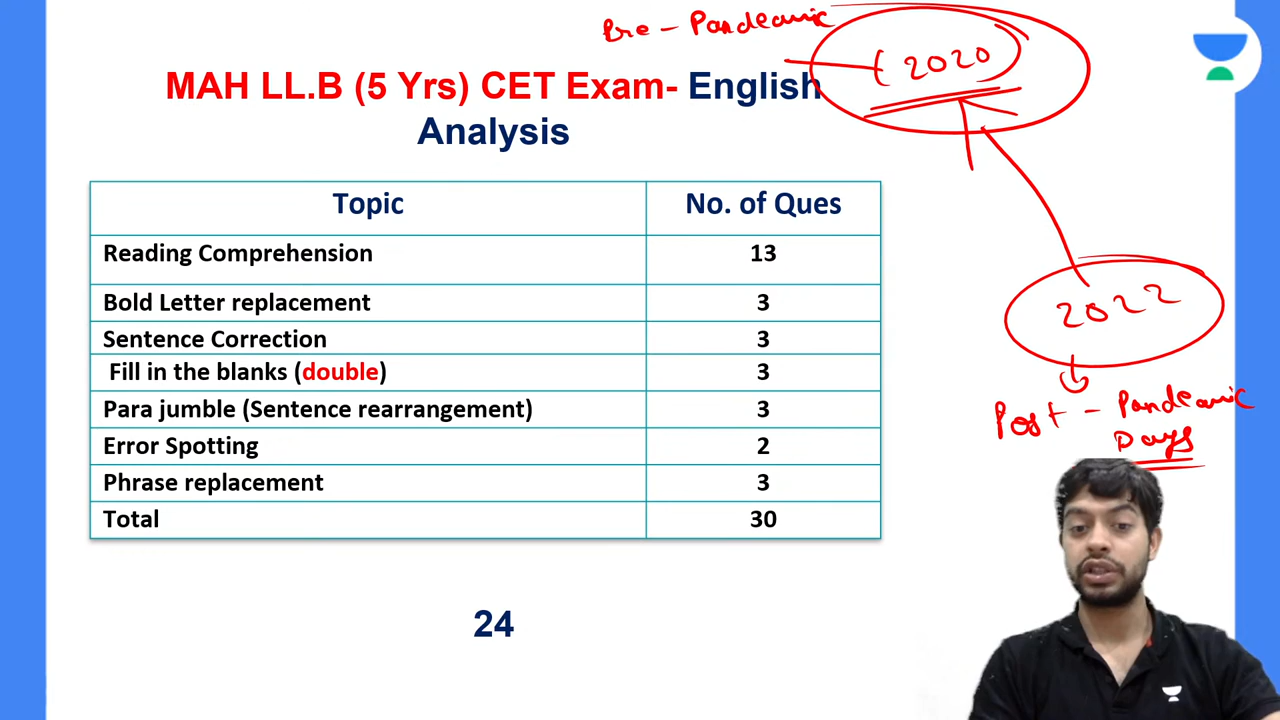 Pre - Pandemic
(2020)
MAH LL.B (5 Yrs) CET Exam- English
Analysis
Topic No. of Ques
Reading Comprehension 13
Bold Letter replacement 3
Sentence Correction 3
Fill in the blanks (double) 3
Para jumble (Sentence rearrangement) 3
Error Spotting 2
Phrase replacement 3
Total 30
24
2022
Post - Pandemic
Days